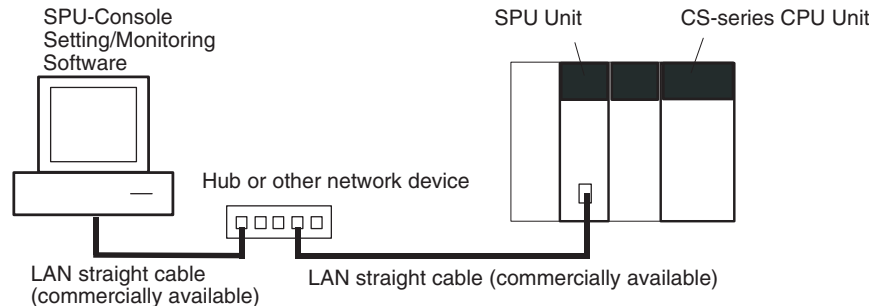 SPU-Console
Setting/Monitoring
Software
SPU Unit
CS-series CPU Unit
Hub or other network device
LAN straight cable
(commercially available)
LAN straight cable (commercially available)